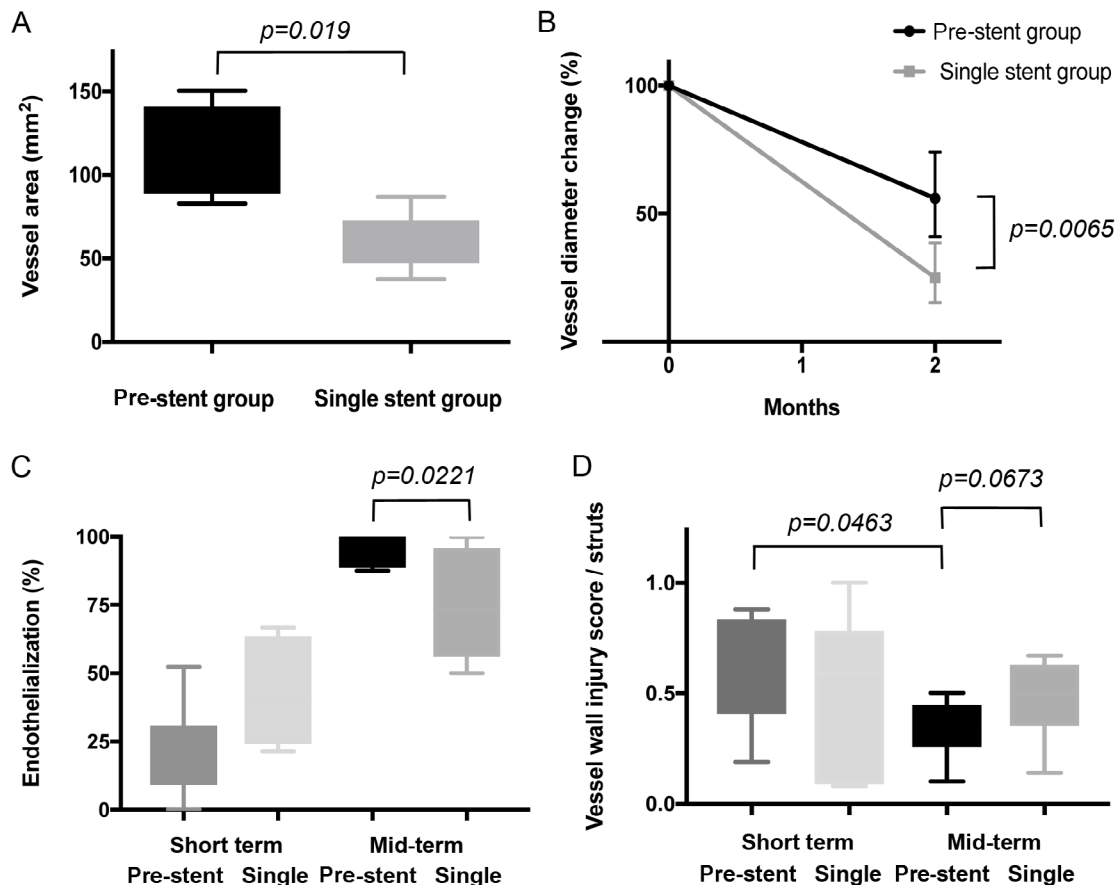 A
p=0.019
Vessel area (mm²)
150
100
50
0
Pre-stent group
Single stent group
B
Pre-stent group
Single stent group
Vessel diameter change (%)
100
50
p=0.0065
0
1
2
Months
C
p=0.0221
Endothelialization (%)
100
75
50
25
0
Short term
Mid-term
Pre-stent
Single
Pre-stent
Single
D
p=0.0673
p=0.0463
Vessel wall injury score / struts
1.0
0.5
0.0
Short term
Mid-term
Pre-stent
Single
Pre-stent
Single